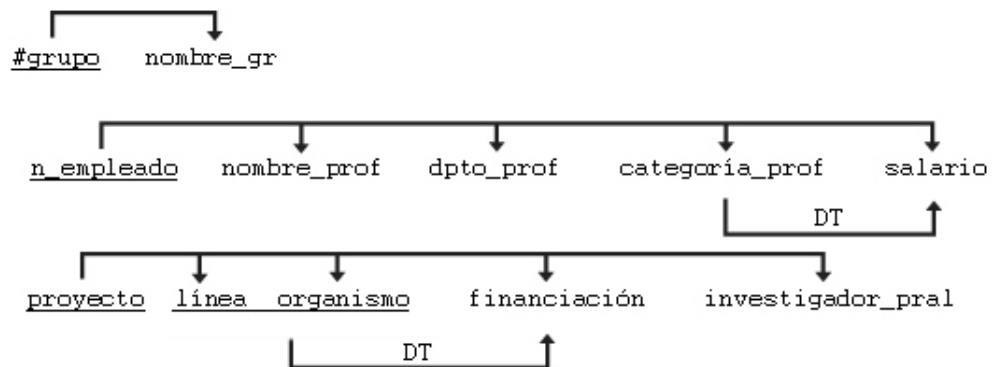 #grupo nombre_gr
n_empleado nombre_prof dpto_prof categoría_prof salario
DT
proyecto línea organismo financiación investigador_pral
DT